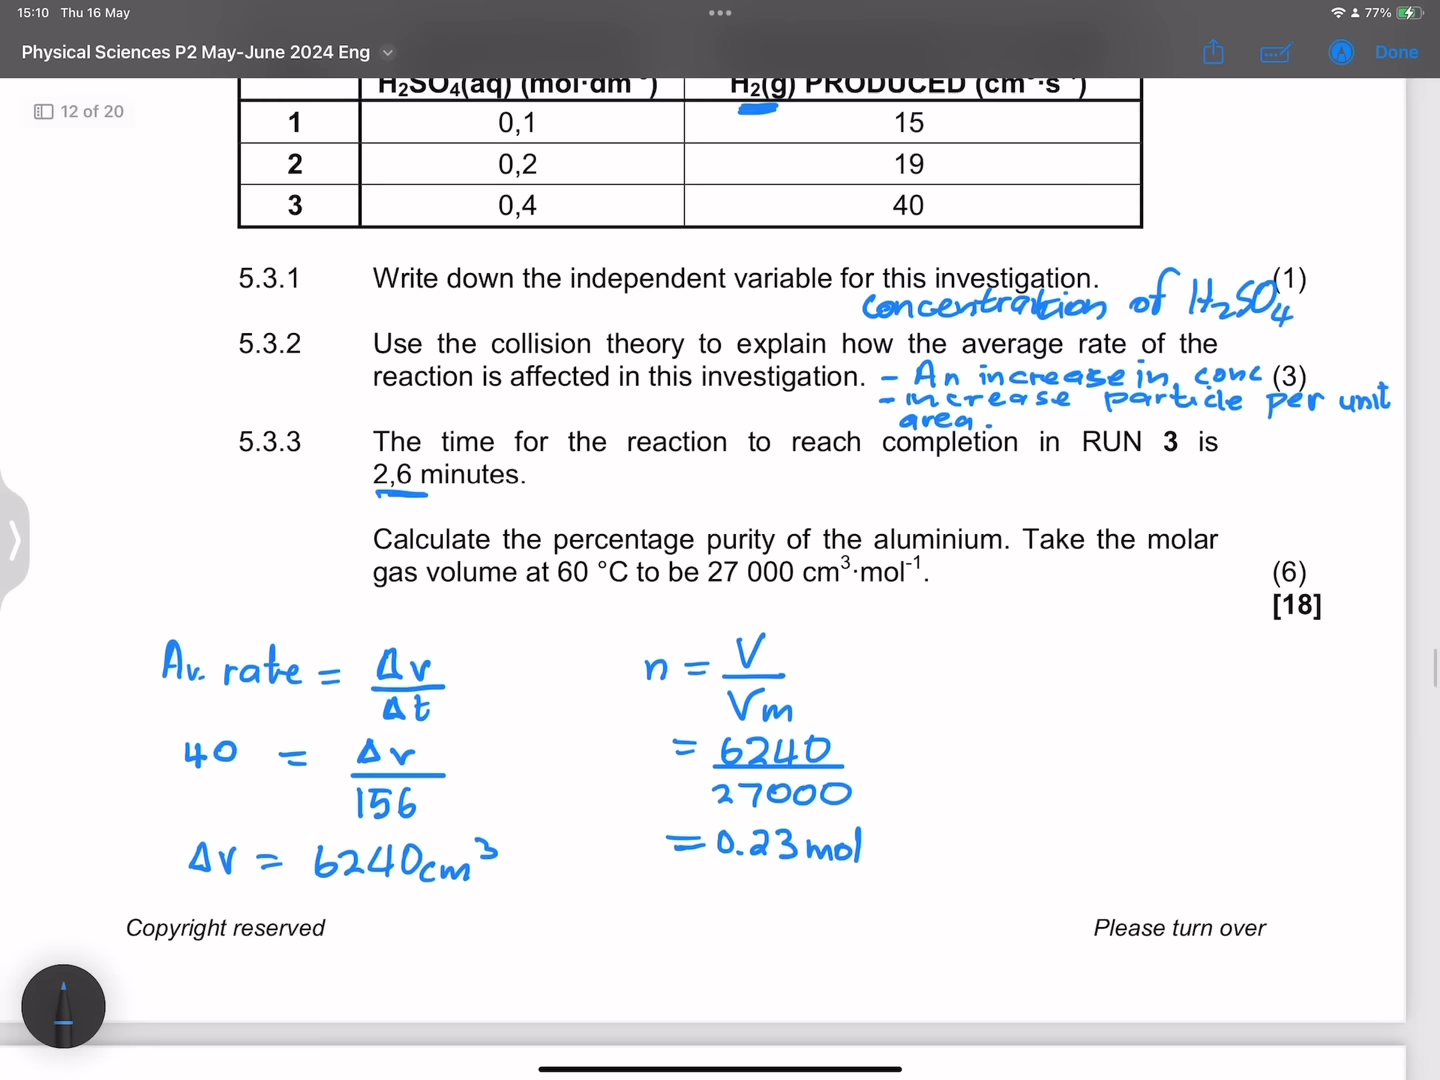 15:10 Thu 16 May
77%
Physical Sciences P2 May-June 2024 Eng
Done
12 of 20
H₂SO₄(aq) (mol·dm⁻³) H₂(g) PRODUCED (cm³·s⁻¹)
1 0,1 15
2 0,2 19
3 0,4 40
5.3.1 Write down the independent variable for this investigation. (1)
concentration of H₂SO₄
5.3.2 Use the collision theory to explain how the average rate of the
reaction is affected in this investigation. (3)
- An increase in conc
- increase particle per unit
area.
5.3.3 The time for the reaction to reach completion in RUN 3 is
2,6 minutes.
Calculate the percentage purity of the aluminium. Take the molar
gas volume at 60 °C to be 27 000 cm³·mol⁻¹. (6)
[18]
Av. rate = Δv/Δt
40 = Δv/156
Δv = 6240cm³
n = V/Vm
= 6240/27000
= 0.23mol
Copyright reserved Please turn over